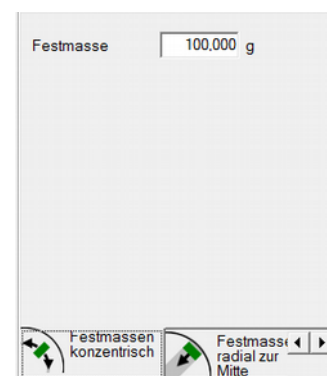 Festmasse 100,000 g
Festmassen
konzentrisch
Festmasse
radial zur
Mitte